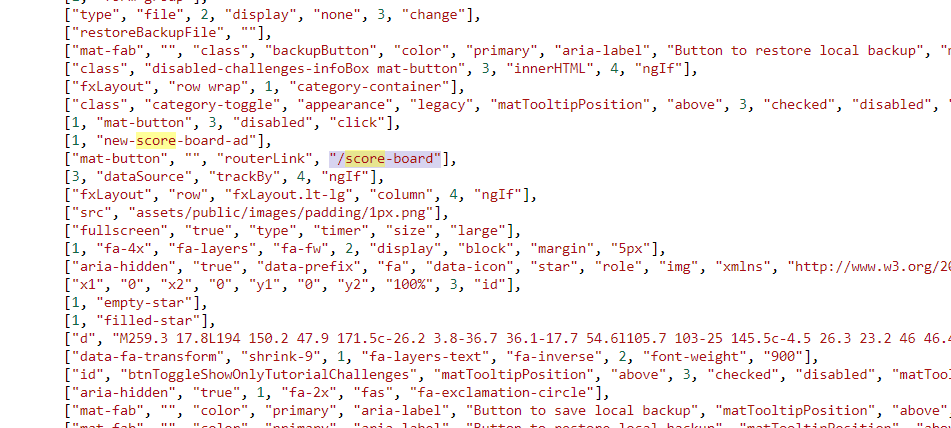 ["type", "file", 2, "display", "none", 3, "change"],
["restoreBackupFile", ""],
["mat-fab", "", "class", "backupButton", "color", "primary", "aria-label", "Button to restore local backup",
["class", "disabled-challenges-infoBox mat-button", 3, "innerHTML", 4, "ngIf"],
["fxLayout", "row wrap", 1, "category-container"],
["class", "category-toggle", "appearance", "legacy", "matTooltipPosition", "above", 3, "checked", "disabled",
[1, "mat-button", 3, "disabled", "click"],
[1, "new-score-board-ad"],
["mat-button", "", "routerLink", "/score-board"],
[3, "dataSource", "trackBy", 4, "ngIf"],
["fxLayout", "row", "fxLayout.lt-lg", "column", 4, "ngIf"],
["src", "assets/public/images/padding/1px.png"],
["fullscreen", "true", "type", "timer", "size", "large"],
[1, "fa-4x", "fa-layers", "fa-fw", 2, "display", "block", "margin", "5px"],
["aria-hidden", "true", "data-prefix", "fa", "data-icon", "star", "role", "img", "xmlns", "http://www.w3.org/20
["x1", "0", "x2", "0", "y1", "0", "y2", "100%", 3, "id"],
[1, "empty-star"],
[1, "filled-star"],
["d", "M259.3 17.8L194 150.2 47.9 171.5c-26.2 3.8-36.7 36.1-17.7 54.6l105.7 103-25 145.5c-4.5 26.3 23.2 46 46.4
["data-fa-transform", "shrink-9", 1, "fa-layers-text", "fa-inverse", 2, "font-weight", "900"],
["id", "btnToggleShowOnlyTutorialChallenges", "matTooltipPosition", "above", 3, "checked", "disabled", "matToo
["aria-hidden", "true", 1, "fa-2x", "fas", "fa-exclamation-circle"],
["mat-fab", "", "color", "primary", "aria-label", "Button to save local backup", "matTooltipPosition", "above"